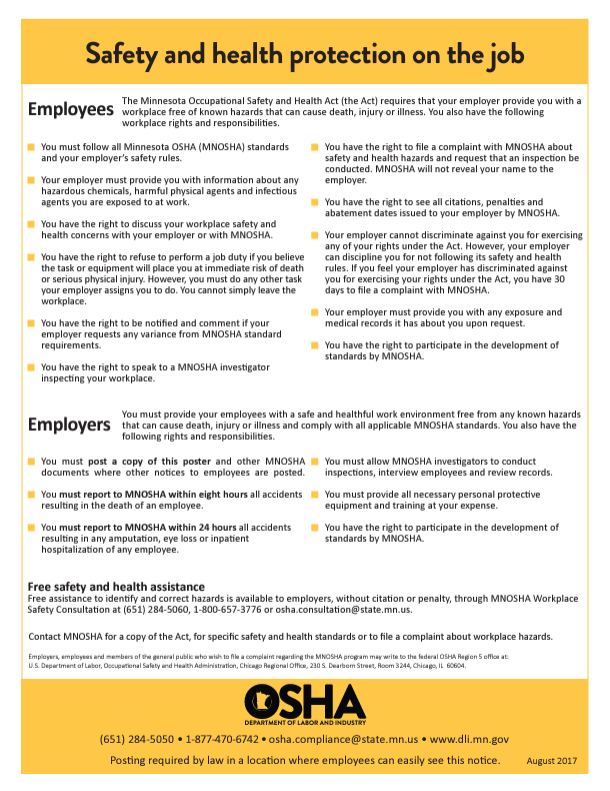 Safety and health protection on the job
Employees
The Minnesota Occupational Safety and Health Act (the Act) requires that your employer provide you with a
workplace free of known hazards that can cause death, injury or illness. You also have the following
workplace rights and responsibilities.
You must follow all Minnesota OSHA (MNOSHA) standards
and your employer's safety rules.
Your employer must provide you with information about any
hazardous chemicals, harmful physical agents and infectious
agents you are exposed to at work.
You have the right to discuss your workplace safety and
health concerns with your employer or with MNOSHA.
You have the right to refuse to perform a job duty if you believe
the task or equipment will place you at immediate risk of death
or serious physical injury. However, you must do any other task
your employer assigns you to do. You cannot simply leave the
workplace.
You have the right to be notified and comment if your
employer requests any variance from MNOSHA standard
requirements.
You have the right to speak to a MNOSHA investigator
inspecting your workplace.
You have the right to file a complaint with MNOSHA about
safety and health hazards and request that an inspection be
conducted. MNOSHA will not reveal your name to the
employer.
You have the right to see all citations, penalties and
abatement dates issued to your employer by MNOSHA.
Your employer cannot discriminate against you for exercising
any of your rights under the Act. However, your employer
can discipline you for not following its safety and health
rules. If you feel your employer has discriminated against
you for exercising your rights under the Act, you have 30
days to file a complaint with MNOSHA.
Your employer must provide you with any exposure and
medical records it has about you upon request.
You have the right to participate in the development of
standards by MNOSHA.
Employers
You must provide your employees with a safe and healthful work environment free from any known hazards
that can cause death, injury or illness and comply with all applicable MNOSHA standards. You also have the
following rights and responsibilities.
You must post a copy of this poster and other MNOSHA
documents where other notices to employees are posted.
You must report to MNOSHA within eight hours all accidents
resulting in the death of an employee.
You must report to MNOSHA within 24 hours all accidents
resulting in any amputation, eye loss or inpatient
hospitalization of any employee.
You must allow MNOSHA investigators to conduct
inspections, interview employees and review records.
You must provide all necessary personal protective
equipment and training at your expense.
You have the right to participate in the development of
standards by MNOSHA.
Free safety and health assistance
Free assistance to identify and correct hazards is available to employers, without citation or penalty, through MNOSHA Workplace
Safety Consultation at (651) 284-5060, 1-800-657-3776 or osha.consultation@state.mn.us.
Contact MNOSHA for a copy of the Act, for specific safety and health standards or to file a complaint about workplace hazards.
Employers, employees and members of the general public who wish to file a complaint regarding the MNOSHA program may write to the federal OSHA Region 5 office at:
U.S. Department of Labor, Occupational Safety and Health Administration, Chicago Regional Office, 230 S. Dearborn Street, Room 3244, Chicago, IL 60604.
OSHA
DEPARTMENT OF LABOR AND INDUSTRY
(651) 284-5050 • 1-877-470-6742 • osha.compliance@state.mn.us • www.dli.mn.gov
Posting required by law in a location where employees can easily see this notice. August 2017